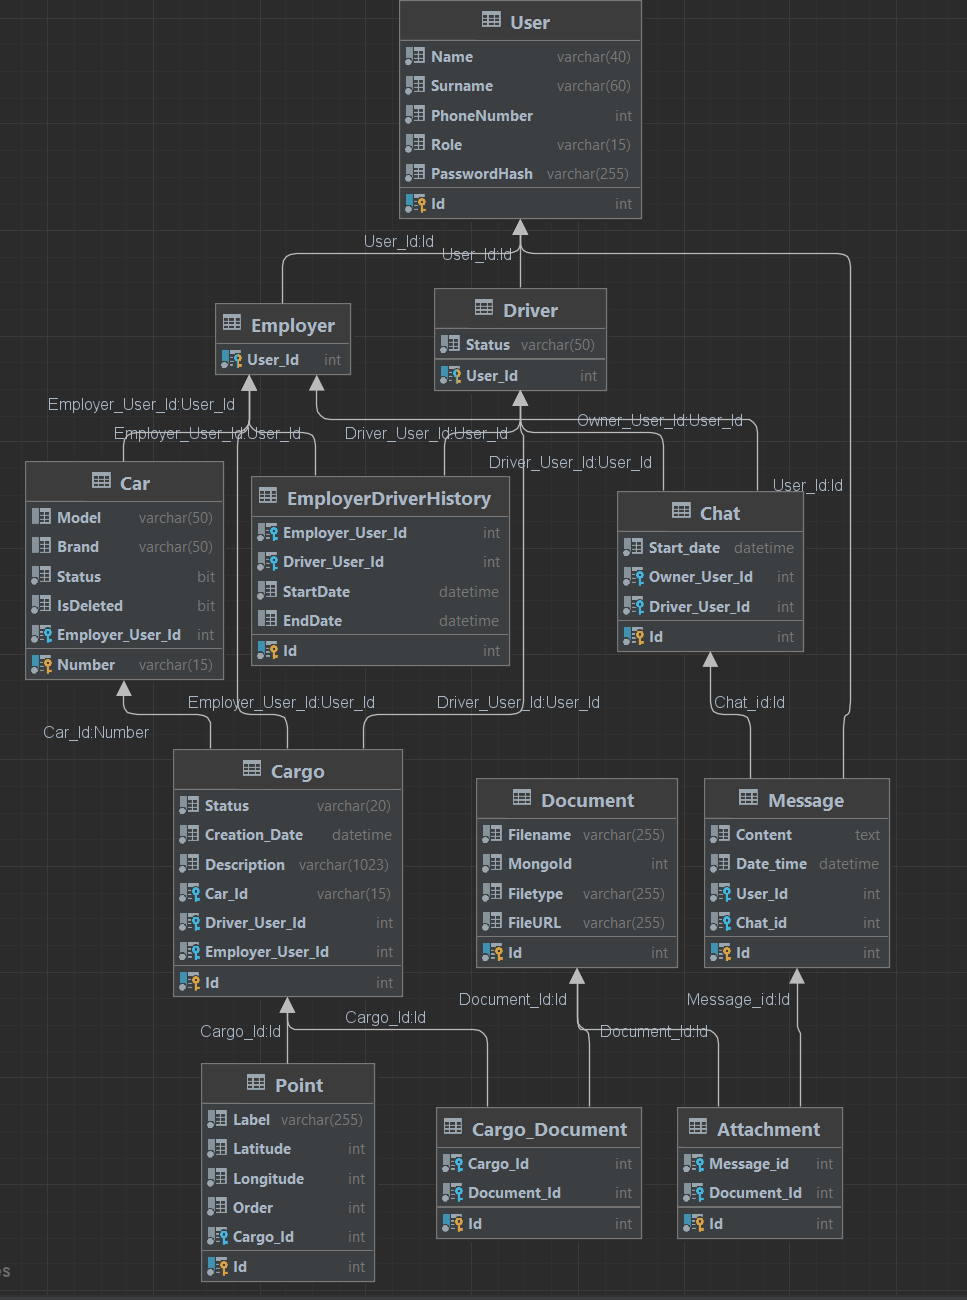 User
Name varchar(40)
Surname varchar(60)
PhoneNumber int
Role varchar(15)
PasswordHash varchar(255)
Id int
User_Id:Id
User_Id:Id
Employer
User_Id int
Driver
Status varchar(50)
User_Id int
Employer_User_Id:User_Id
Employer_User_Id:User_Id
Driver_User_Id:User_Id
Owner_User_Id:User_Id
Driver_User_Id:User_Id
User_Id:Id
Car
Model varchar(50)
Brand varchar(50)
Status bit
IsDeleted bit
Employer_User_Id int
Number varchar(15)
EmployerDriverHistory
Employer_User_Id int
Driver_User_Id int
StartDate datetime
EndDate datetime
Id int
Chat
Start_date datetime
Owner_User_Id int
Driver_User_Id int
Id int
Employer_User_Id:User_Id
Driver_User_Id:User_Id
Chat_id:Id
Car_Id:Number
Cargo
Status varchar(20)
Creation_Date datetime
Description varchar(1023)
Car_Id varchar(15)
Driver_User_Id int
Employer_User_Id int
Id int
Document
Filename varchar(255)
MongoId int
Filetype varchar(255)
FileURL varchar(255)
Id int
Message
Content text
Date_time datetime
User_Id int
Chat_id int
Id int
Document_Id:Id
Message_id:Id
Cargo_Id:Id
Cargo_Id:Id
Document_Id:Id
Point
Label varchar(255)
Latitude int
Longitude int
Order int
Cargo_Id int
Id int
Cargo_Document
Cargo_Id int
Document_Id int
Id int
Attachment
Message_id int
Document_Id int
Id int